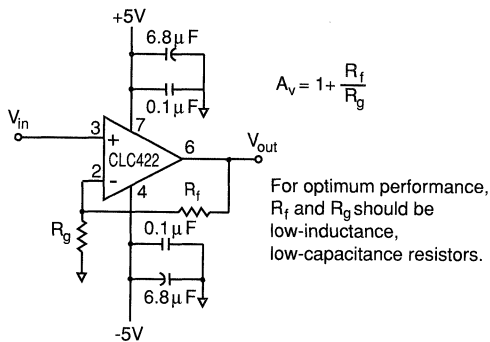 +5V
6.8μF
0.1μF
V_in
3
+
7
CLC422
6
V_out
2
-
4
R_f
R_g
0.1μF
6.8μF
-5V
A_v = 1+ R_f/R_g
For optimum performance,
R_f and R_g should be
low-inductance,
low-capacitance resistors.